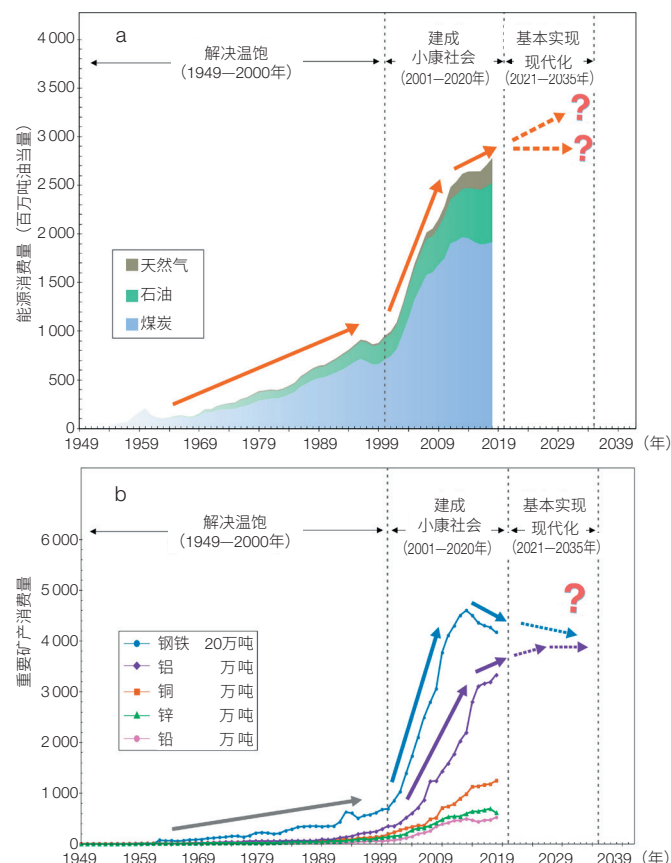 a
解决温饱
（1949—2000年）
建成
小康社会
（2001—2020年）
基本实现
现代化
（2021—2035年）
?
?
能源消费量（百万吨油当量）
4 000
3 500
3 000
2 500
2 000
1 500
1 000
500
0
天然气
石油
煤炭
1949 1959 1969 1979 1989 1999 2009 2019 2029 2039 （年）
b
解决温饱
（1949—2000年）
建成
小康社会
（2001—2020年）
基本实现
现代化
（2021—2035年）
?
重要矿产消费量
6 000
5 000
4 000
3 000
2 000
1 000
0
钢铁 20万吨
铝 万吨
铜 万吨
锌 万吨
铅 万吨
1949 1959 1969 1979 1989 1999 2009 2019 2029 2039 （年）